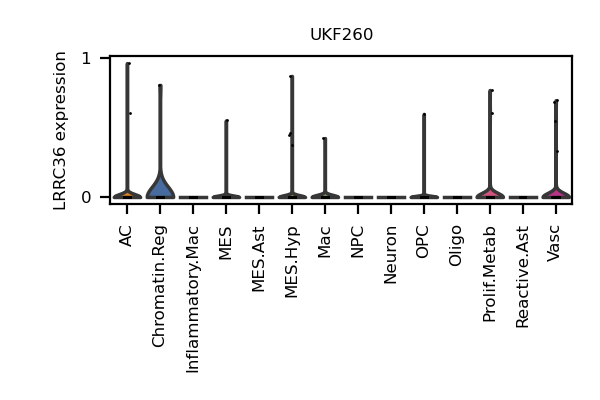 UKF260
LRRC36 expression
1
0
AC
Chromatin.Reg
Inflammatory.Mac
MES
MES.Ast
MES.Hyp
Mac
NPC
Neuron
OPC
Oligo
Prolif.Metab
Reactive.Ast
Vasc